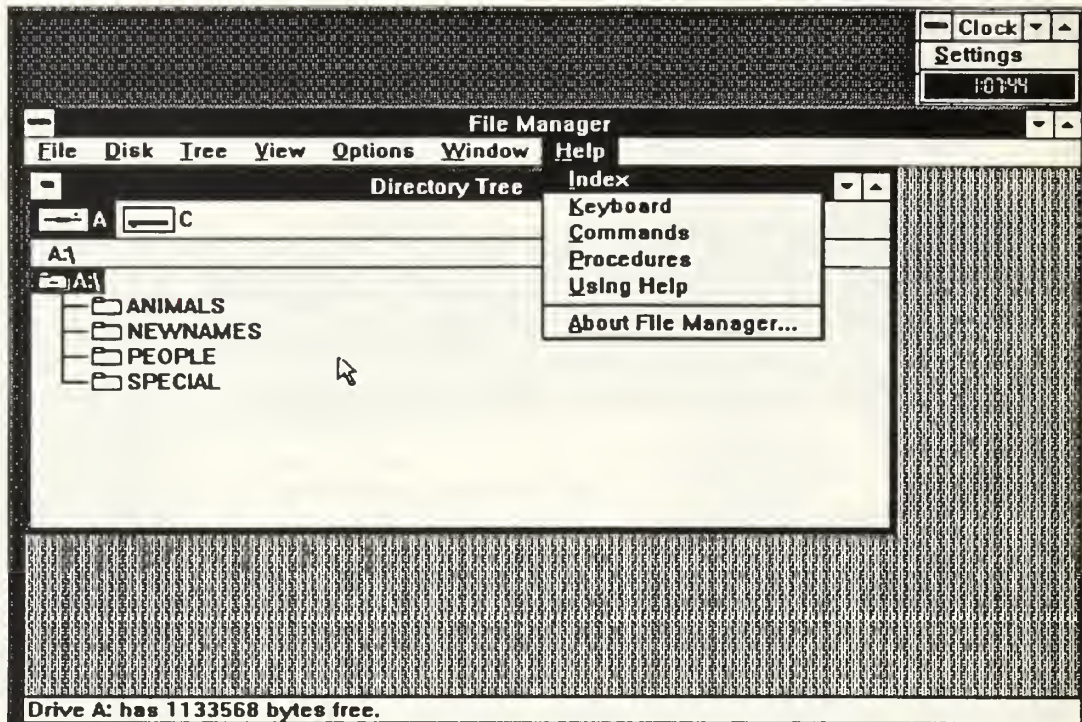 Clock
Settings
1:07:44
File Manager
File Disk Tree View Options Window Help
Directory Tree
Index
Keyboard
Commands
Procedures
Using Help
About File Manager...
A C
A:\
A:\
ANIMALS
NEWNAMES
PEOPLE
SPECIAL
Drive A: has 1133568 bytes free.